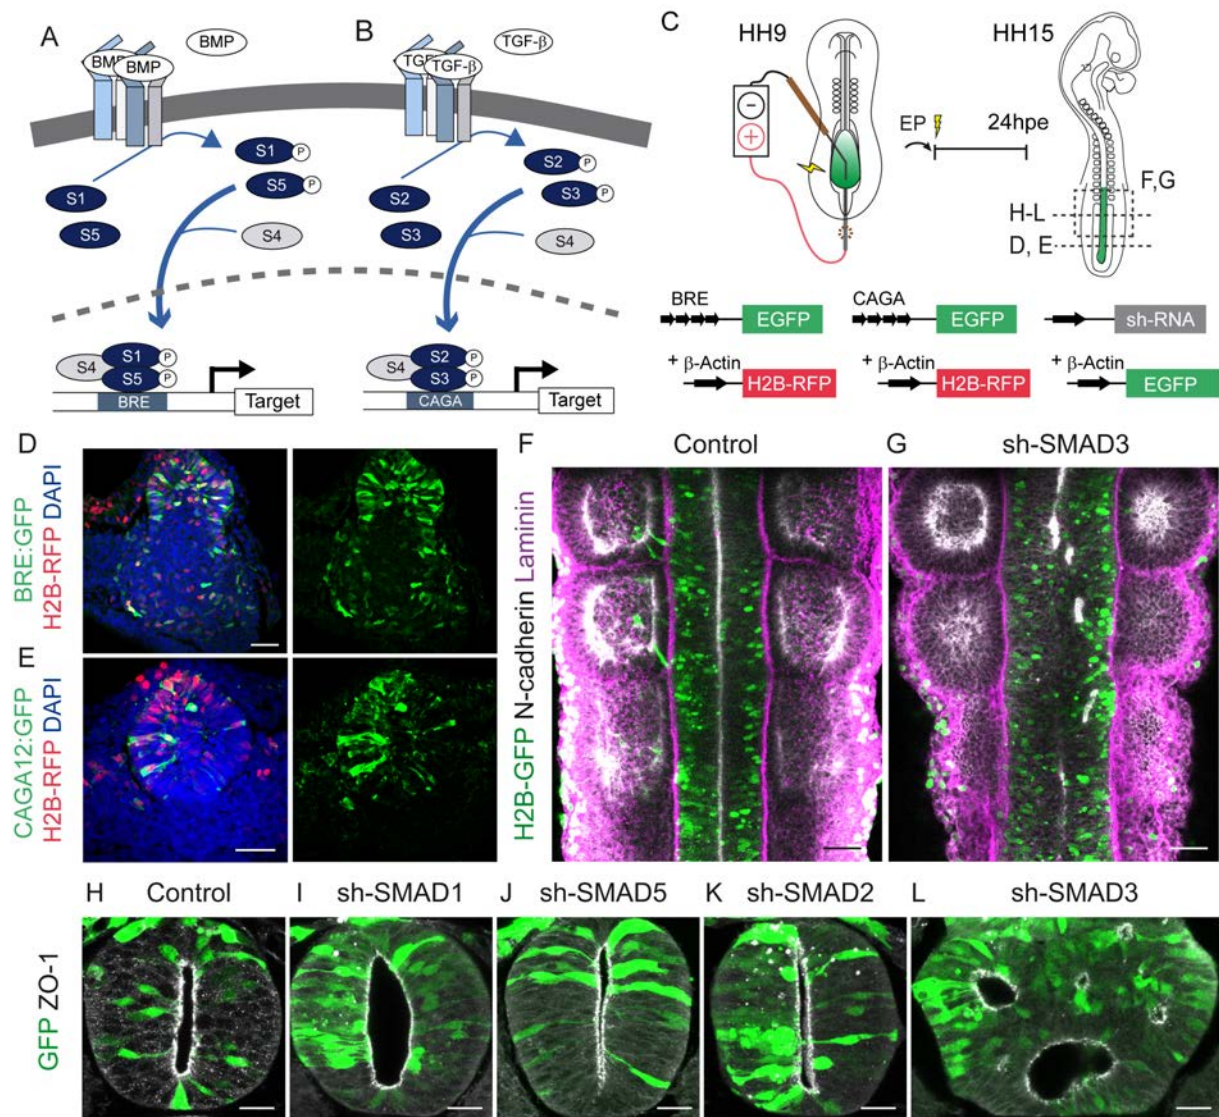 A
BMP
BMP
BMP
S1
P
S5
P
S1
S5
S4
S1
P
S4
S5
P
BRE
Target
B
TGF-β
TGF-β
S2
P
S3
P
S2
S3
S4
S2
P
S4
S3
P
CAGA
Target
C
HH9
HH15
−
+
EP
24hpe
F,G
H-L
D, E
BRE
EGFP
CAGA
EGFP
sh-RNA
+ β-Actin
H2B-RFP
+ β-Actin
H2B-RFP
+ β-Actin
EGFP
D
BRE:GFP
H2B-RFP DAPI
E
CAGA12:GFP
H2B-RFP DAPI
F Control
G sh-SMAD3
H2B-GFP N-cadherin Laminin
H Control
I sh-SMAD1
J sh-SMAD5
K sh-SMAD2
L sh-SMAD3
GFP ZO-1